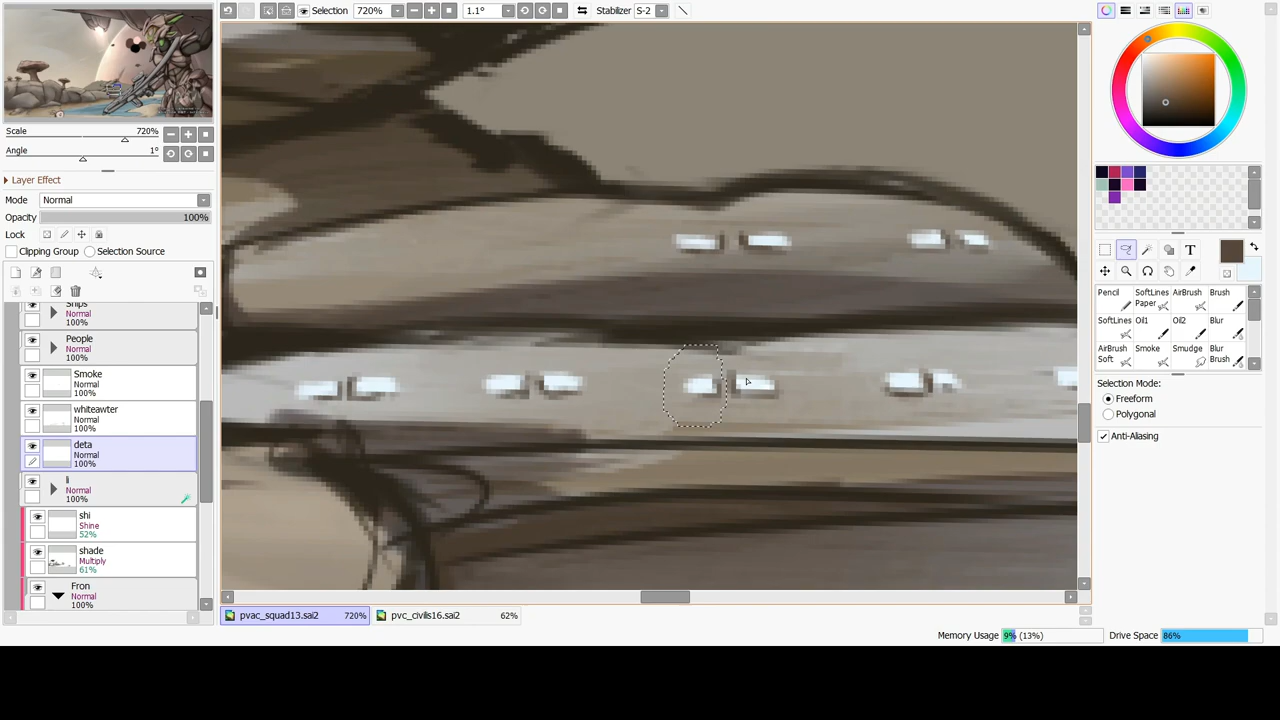 Selection 720% 1.1° Stabilizer S-2
Scale 720%
Angle 1°
Layer Effect
Mode Normal
Opacity 100%
Lock
Clipping Group Selection Source
Ships
Normal
100%
People
Normal
100%
Smoke
Normal
100%
whiteawter
Normal
100%
deta
Normal
100%
li
Normal
100%
shi
Shine
52%
shade
Multiply
61%
Fron
Normal
100%
pvac_squad13.sai2 720% pvc_civilis16.sai2 62%
Memory Usage 9% (13%) Drive Space 86%
T
Pencil SoftLines Paper AirBrush Brush
SoftLines Oil1 Oil2 Blur
AirBrush Soft Smoke Smudge Blur Brush
Selection Mode:
Freeform
Polygonal
Anti-Aliasing